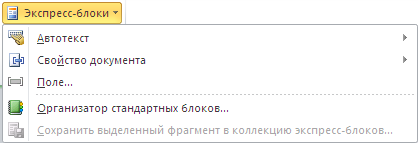 Экспресс-блоки
Автотекст
Свойство документа
Поле...
Организатор стандартных блоков...
Сохранить выделенный фрагмент в коллекцию экспресс-блоков...